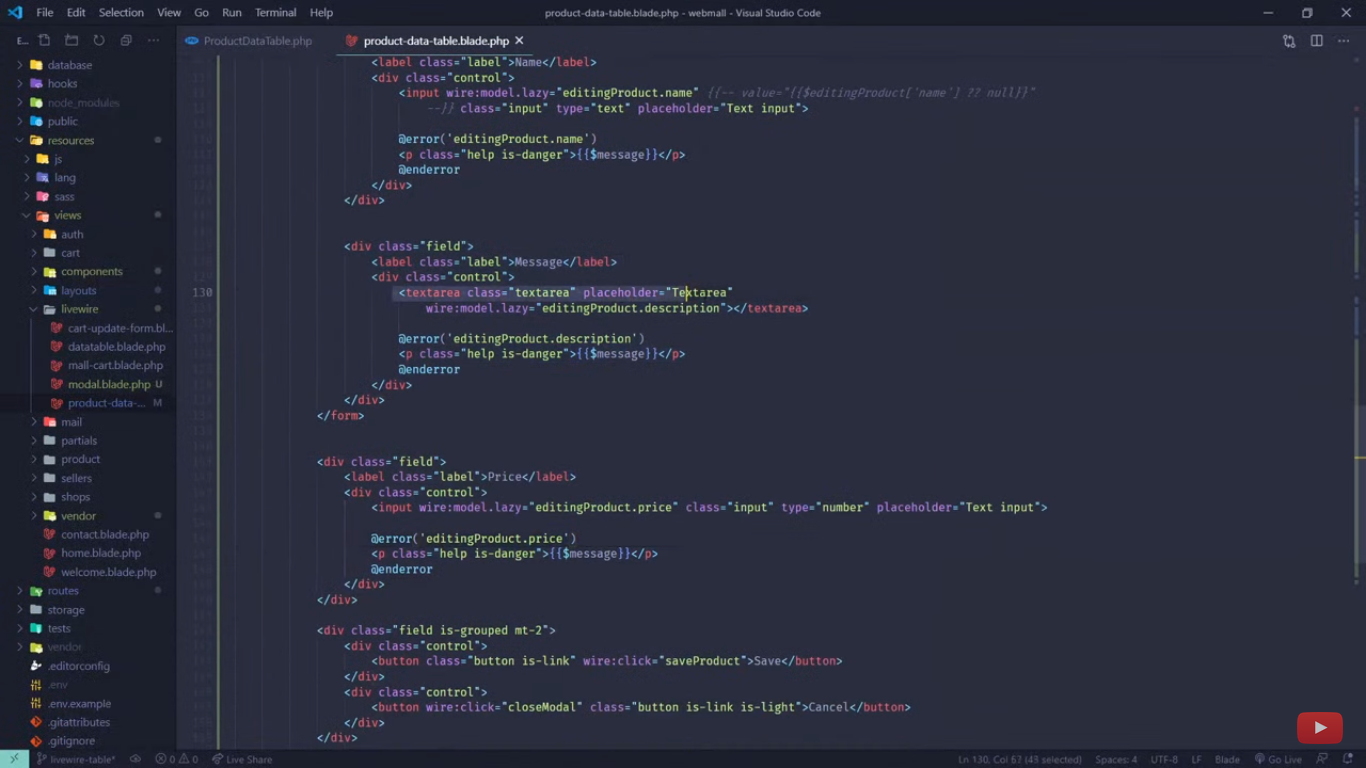 File Edit Selection View Go Run Terminal Help
product-data-table.blade.php - webmall - Visual Studio Code
E...
ProductDataTable.php
product-data-table.blade.php
database
hooks
node_modules
public
resources
js
lang
sass
views
auth
cart
components
layouts
livewire
cart-update-form.bl...
datatable.blade.php
mall-cart.blade.php
modal.blade.php U
product-data-... M
mail
partials
product
sellers
shops
vendor
contact.blade.php
home.blade.php
welcome.blade.php
routes
storage
tests
vendor
.editorconfig
.env
.env.example
.gitattributes
.gitignore
<label class="label">Name</label>
<div class="control">
<input wire:model.lazy="editingProduct.name" {{-- value="{{$editingProduct['name'] ?? null}}"
--}} class="input" type="text" placeholder="Text input">
@error('editingProduct.name')
<p class="help is-danger">{{$message}}</p>
@enderror
</div>
</div>
<div class="field">
<label class="label">Message</label>
<div class="control">
130 <textarea class="textarea" placeholder="Textarea"
wire:model.lazy="editingProduct.description"></textarea>
@error('editingProduct.description')
<p class="help is-danger">{{$message}}</p>
@enderror
</div>
</div>
</form>
<div class="field">
<label class="label">Price</label>
<div class="control">
<input wire:model.lazy="editingProduct.price" class="input" type="number" placeholder="Text input">
@error('editingProduct.price')
<p class="help is-danger">{{$message}}</p>
@enderror
</div>
</div>
<div class="field is-grouped mt-2">
<div class="control">
<button class="button is-link" wire:click="saveProduct">Save</button>
</div>
<div class="control">
<button wire:click="closeModal" class="button is-link is-light">Cancel</button>
</div>
</div>
livewire-table* 0 0 Live Share
Ln 130, Col 67 (43 selected) Spaces: 4 UTF-8 LF Blade Go Live